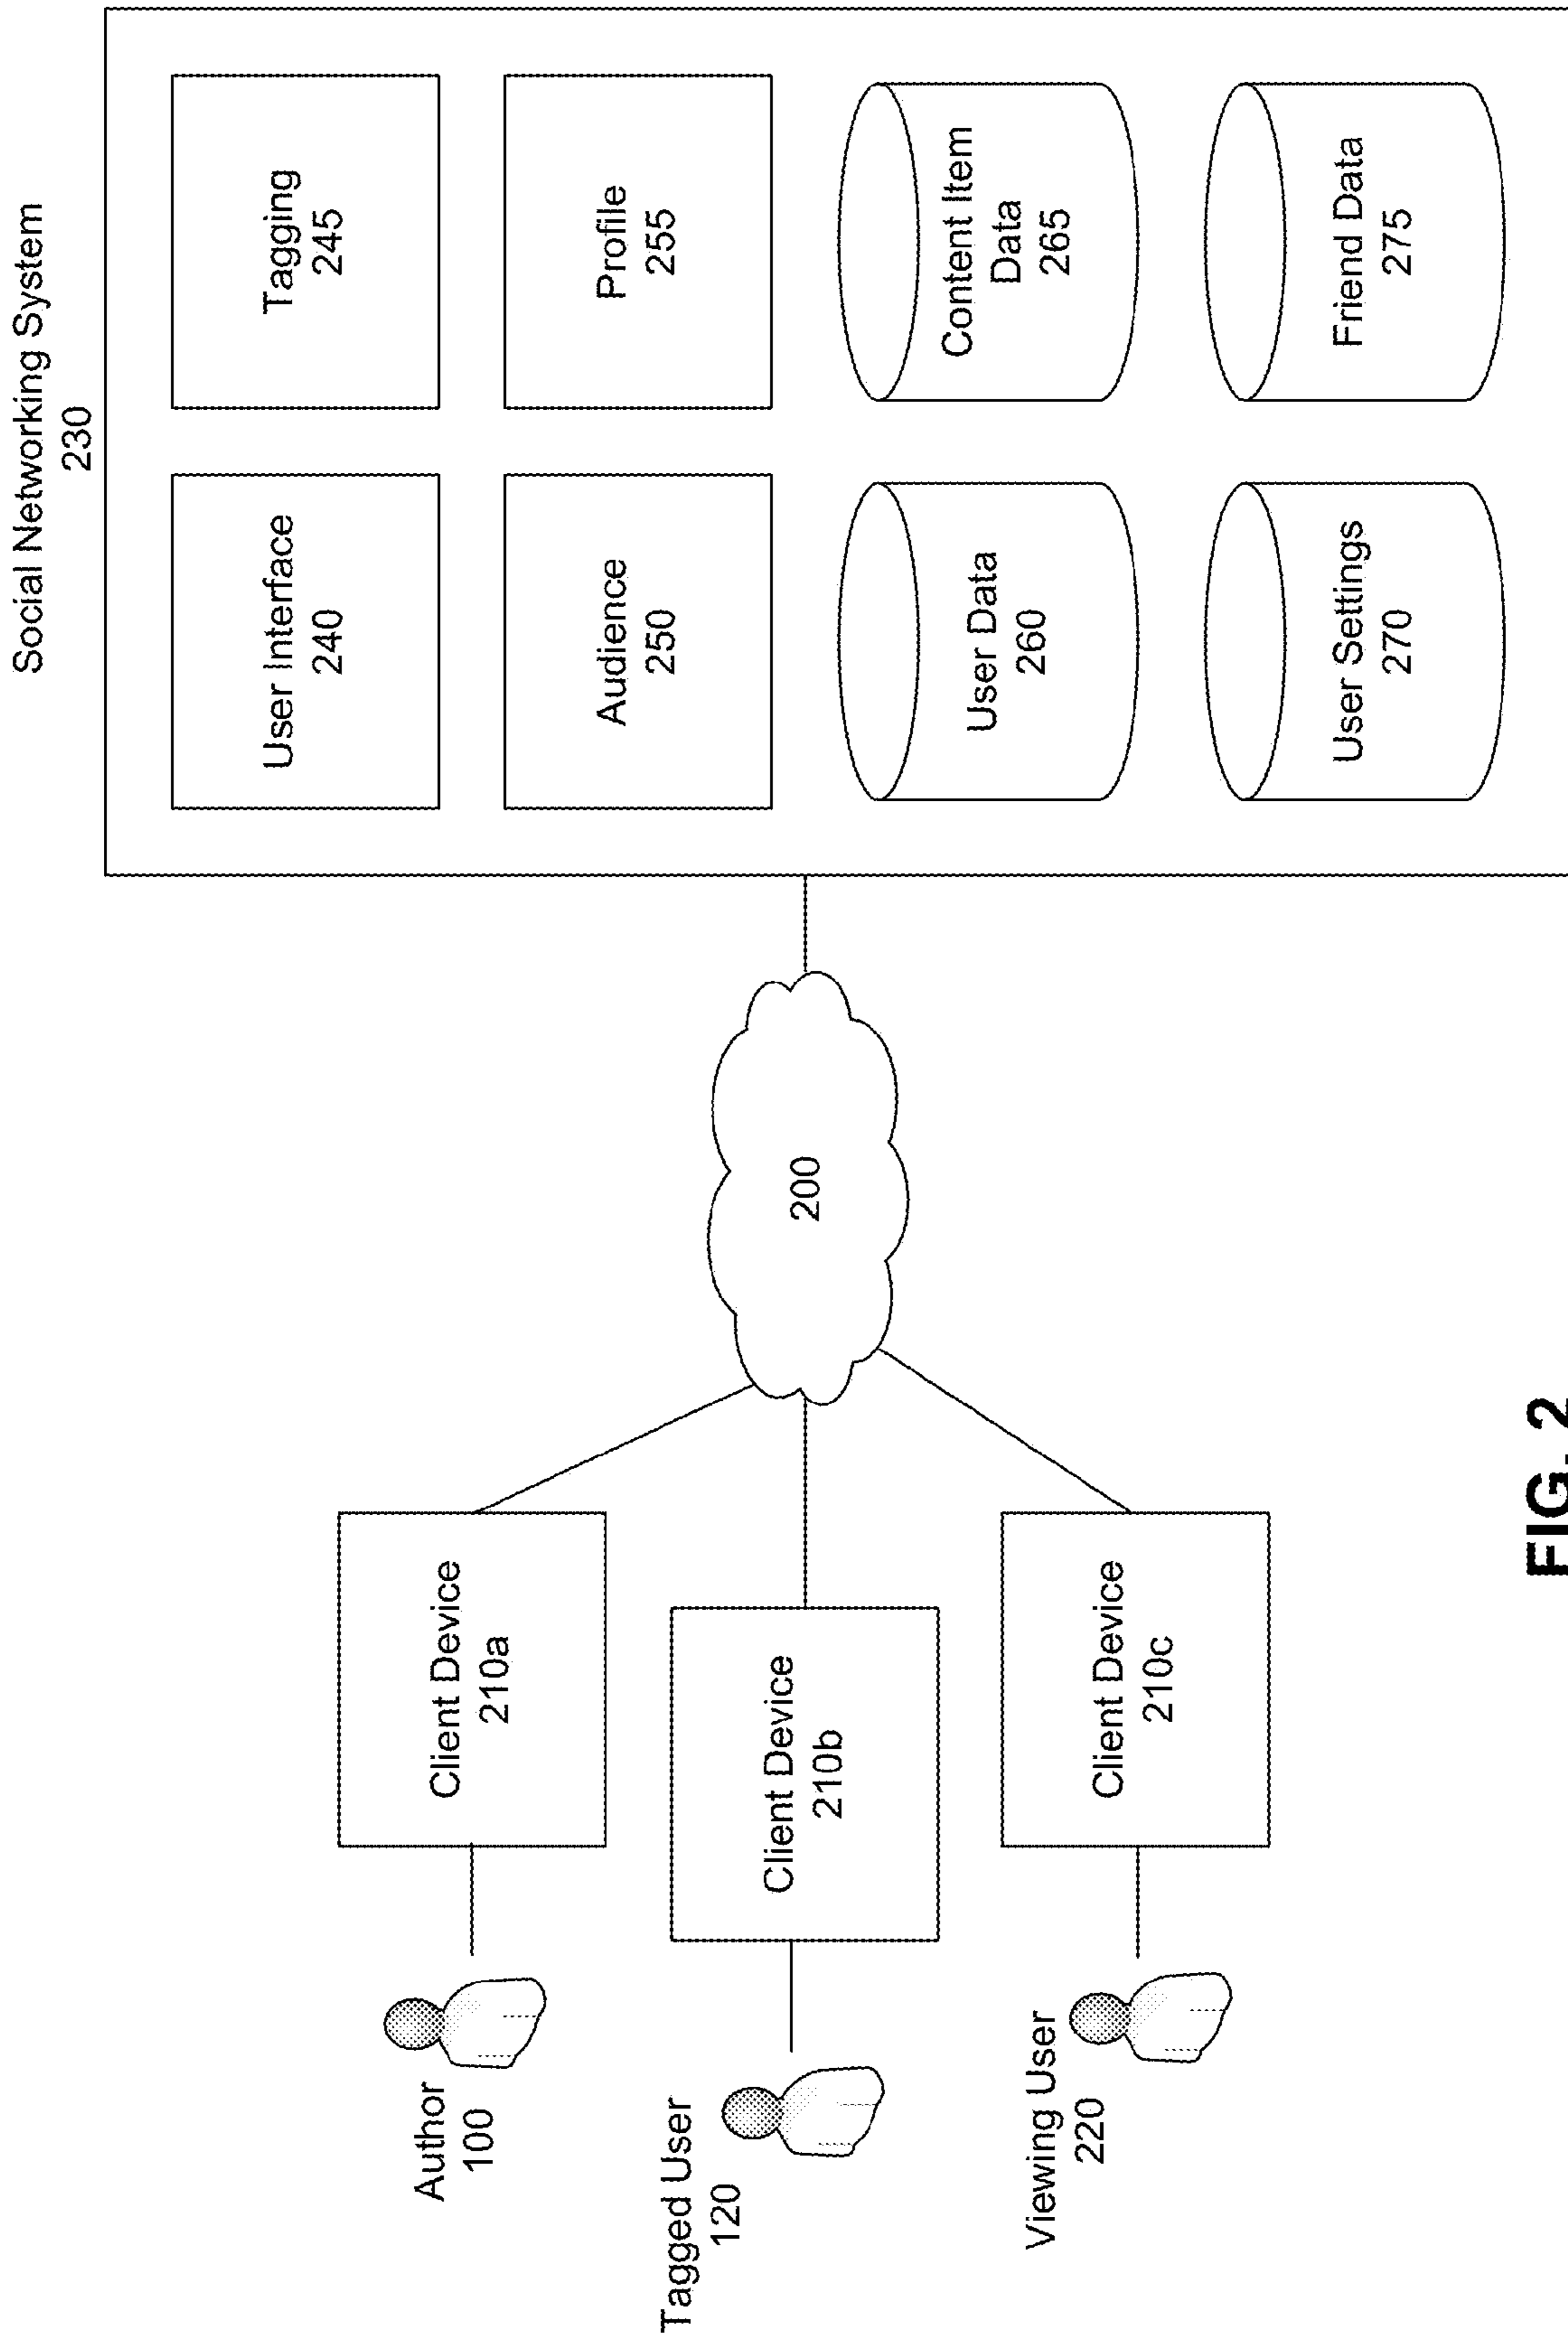 Author
100
Tagged User
120
Viewing User
220
Client Device
210a
Client Device
210b
Client Device
210c
200
Social Networking System
230
User Interface
240
Tagging
245
Audience
250
Profile
255
User Data
260
Content Item
Data
265
User Settings
270
Friend Data
275
FIG. 2